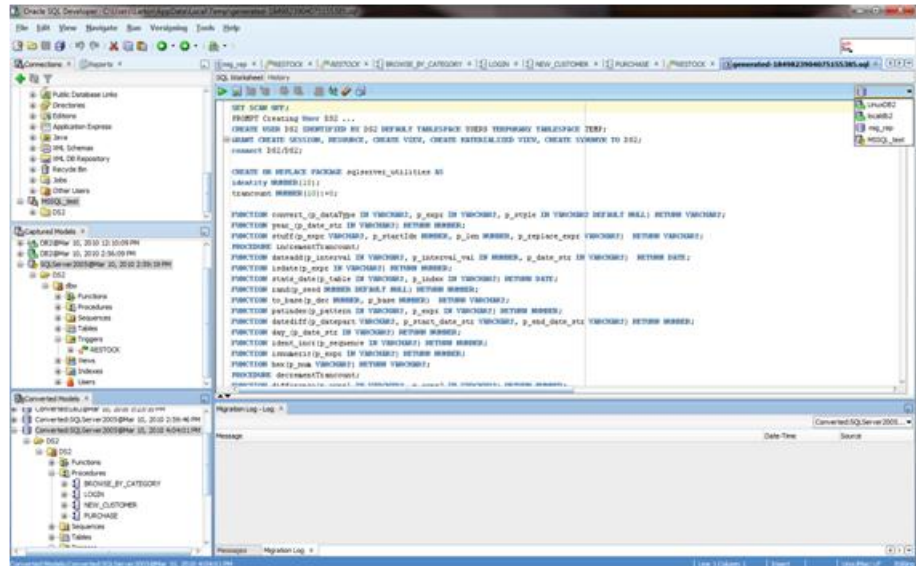 Oracle SQL Developer
File Edit View Navigate Run Versioning Tools Help
Connections
Reports
Public Database Links
Directories
Editions
Application Express
Java
XML Schemas
XML DB Repository
Recycle Bin
Jobs
Other Users
MSSQL_test
DS2
Captured Models
DB2@Mar 10, 2010 12:10:09 PM
DB2@Mar 10, 2010 2:36:09 PM
DS2
dbo
Functions
Procedures
Sequences
Tables
Triggers
RESTOCK
Views
Indexes
Users
Converted Models
Converted:SQLServer2005@Mar 10, 2010 2:59:46 PM
Converted:SQLServer2005@Mar 10, 2010 4:04:01 PM
DS2
DS2
Functions
Procedures
BROWSE_BY_CATEGORY
LOGIN
NEW_CUSTOMER
PURCHASE
Sequences
Tables
mig_rep RESTOCK RESTOCK BROWSE_BY_CATEGORY LOGIN NEW_CUSTOMER PURCHASE RESTOCK
SQL Worksheet History
LinuxDB2
localdb2
mig_rep
MSSQL_test
SET SCAN OFF;
PROMPT Creating User DS2 ...
CREATE USER DS2 IDENTIFIED BY DS2 DEFAULT TABLESPACE USERS TEMPORARY TABLESPACE TEMP;
GRANT CREATE SESSION, RESOURCE, CREATE VIEW, CREATE MATERIALIZED VIEW, CREATE SYNONYM TO DS2;
connect DS2/DS2;
CREATE OR REPLACE PACKAGE sqlserver_utilities AS
identity NUMBER(10);
trancount NUMBER(10):=0;
FUNCTION convert_(p_dataType IN VARCHAR2, p_expr IN VARCHAR2, p_style IN VARCHAR2 DEFAULT NULL) RETURN VARCHAR2;
FUNCTION year_(p_date_str IN VARCHAR2) RETURN NUMBER;
FUNCTION stuff(p_expr VARCHAR2, p_startIdx NUMBER, p_len NUMBER, p_replace_expr VARCHAR2) RETURN VARCHAR2;
PROCEDURE incrementTrancount;
FUNCTION dateadd(p_interval IN VARCHAR2, p_interval_val IN NUMBER, p_date_str IN VARCHAR2) RETURN DATE;
FUNCTION isdate(p_expr IN VARCHAR2) RETURN NUMBER;
FUNCTION stats_date(p_table IN VARCHAR2, p_index IN VARCHAR2) RETURN DATE;
FUNCTION rand(p_seed NUMBER DEFAULT NULL) RETURN NUMBER;
FUNCTION to_base(p_dec NUMBER, p_base NUMBER) RETURN VARCHAR2;
FUNCTION patindex(p_pattern IN VARCHAR2, p_expr IN VARCHAR2) RETURN NUMBER;
FUNCTION datediff(p_datepart VARCHAR2, p_start_date_str VARCHAR2, p_end_date_str VARCHAR2) RETURN NUMBER;
FUNCTION day_(p_date_str IN VARCHAR2) RETURN NUMBER;
FUNCTION ident_incr(p_sequence IN VARCHAR2) RETURN NUMBER;
FUNCTION isnumeric(p_expr IN VARCHAR2) RETURN NUMBER;
FUNCTION hex(p_num VARCHAR2) RETURN VARCHAR2;
PROCEDURE decrementTrancount;
Migration Log - Log
Converted:SQLServer2005...
Message Date-Time Source
Messages Migration Log
Line 1 Column 1 Insert